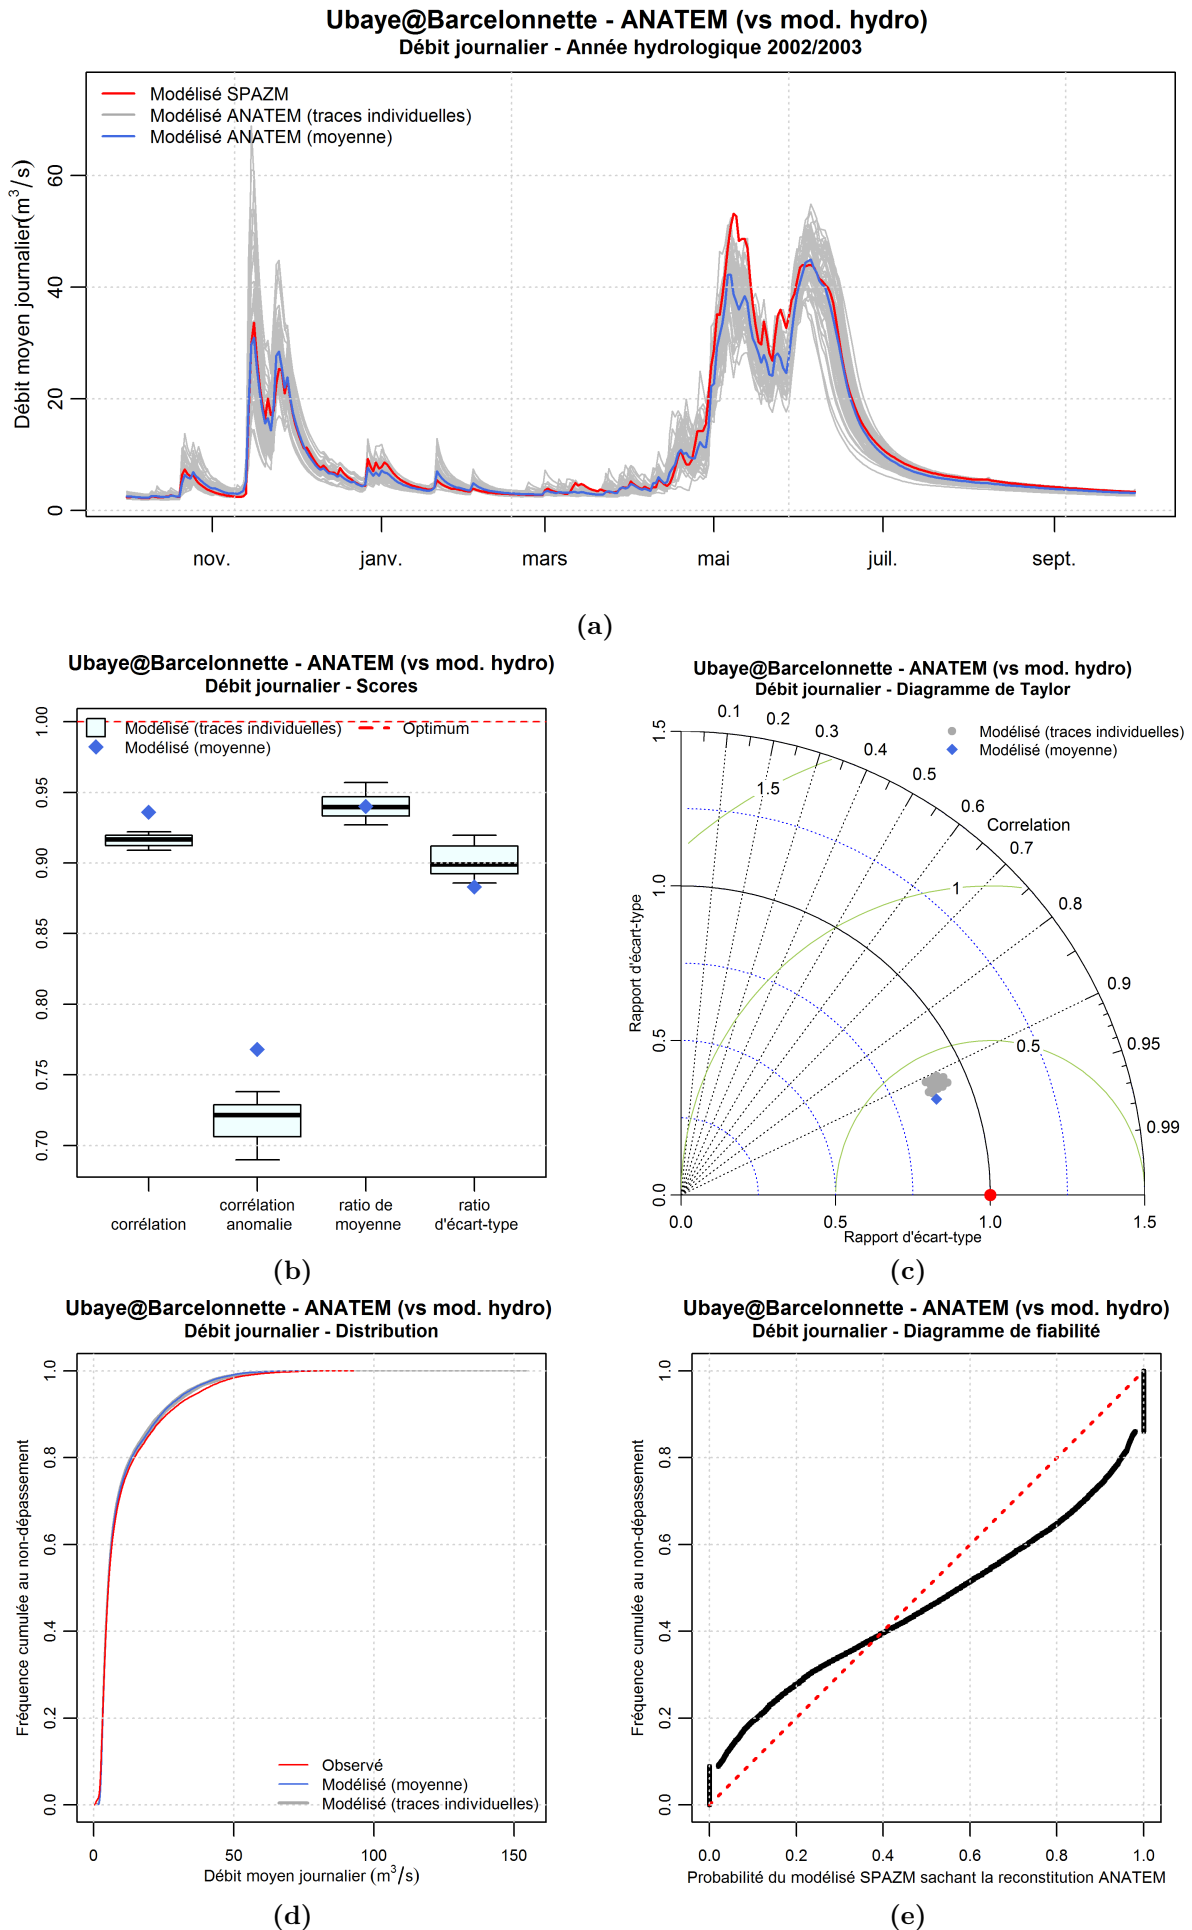 Ubaye@Barcelonnette - ANATEM (vs mod. hydro)
Débit journalier - Année hydrologique 2002/2003
Modélisé SPAZM
Modélisé ANATEM (traces individuelles)
Modélisé ANATEM (moyenne)
Débit moyen journalier(m³/s)
60
40
20
0
nov.
janv.
mars
mai
juil.
sept.
(a)
Ubaye@Barcelonnette - ANATEM (vs mod. hydro)
Débit journalier - Scores
Modélisé (traces individuelles)
Optimum
Modélisé (moyenne)
1.00
0.95
0.90
0.85
0.80
0.75
0.70
corrélation
corrélation
anomalie
ratio de
moyenne
ratio
d'écart-type
(b)
Ubaye@Barcelonnette - ANATEM (vs mod. hydro)
Débit journalier - Diagramme de Taylor
Modélisé (traces individuelles)
Modélisé (moyenne)
0.1
0.2
0.3
0.4
0.5
0.6
Correlation
0.7
0.8
0.9
0.95
0.99
1.5
1
0.5
Rapport d'écart-type
1.5
1.0
0.5
0.0
0.0
0.5
1.0
1.5
Rapport d'écart-type
(c)
Ubaye@Barcelonnette - ANATEM (vs mod. hydro)
Débit journalier - Distribution
Fréquence cumulée au non-dépassement
1.0
0.8
0.6
0.4
0.2
0.0
Observé
Modélisé (moyenne)
Modélisé (traces individuelles)
0
50
100
150
Débit moyen journalier (m³/s)
(d)
Ubaye@Barcelonnette - ANATEM (vs mod. hydro)
Débit journalier - Diagramme de fiabilité
Fréquence cumulée au non-dépassement
1.0
0.8
0.6
0.4
0.2
0.0
0.0
0.2
0.4
0.6
0.8
1.0
Probabilité du modélisé SPAZM sachant la reconstitution ANATEM
(e)